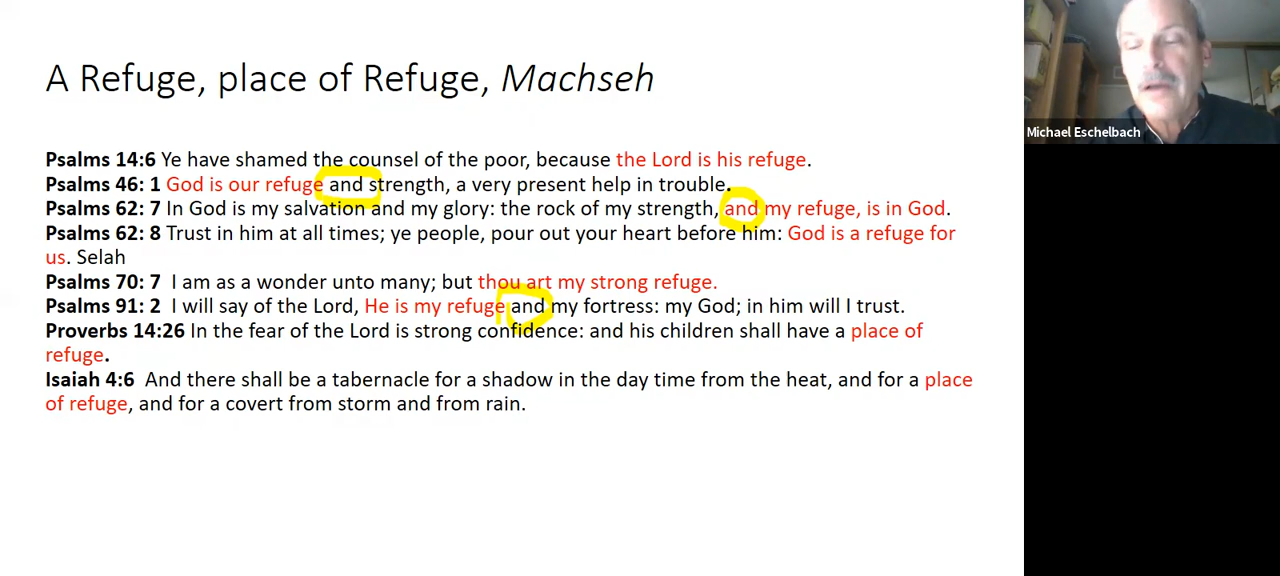 A Refuge, place of Refuge, Machseh
Psalms 14:6 Ye have shamed the counsel of the poor, because the Lord is his refuge.
Psalms 46: 1 God is our refuge and strength, a very present help in trouble.
Psalms 62: 7 In God is my salvation and my glory: the rock of my strength, and my refuge, is in God.
Psalms 62: 8 Trust in him at all times; ye people, pour out your heart before him: God is a refuge for
us. Selah
Psalms 70: 7 I am as a wonder unto many; but thou art my strong refuge.
Psalms 91: 2 I will say of the Lord, He is my refuge and my fortress: my God; in him will I trust.
Proverbs 14:26 In the fear of the Lord is strong confidence: and his children shall have a place of
refuge.
Isaiah 4:6 And there shall be a tabernacle for a shadow in the day time from the heat, and for a place
of refuge, and for a covert from storm and from rain.
Michael Eschelbach